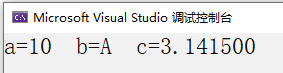 Microsoft Visual Studio 调试控制台
a=10  b=A  c=3.141500